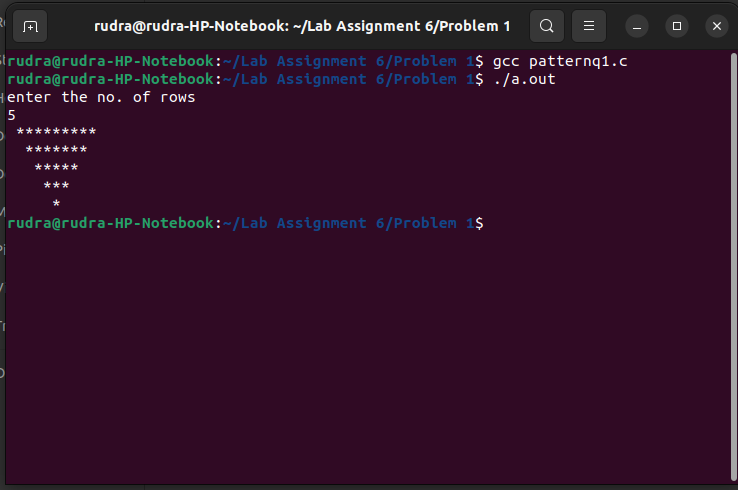 rudra@rudra-HP-Notebook: ~/Lab Assignment 6/Problem 1
rudra@rudra-HP-Notebook:~/Lab Assignment 6/Problem 1$ gcc patternq1.c
rudra@rudra-HP-Notebook:~/Lab Assignment 6/Problem 1$ ./a.out
enter the no. of rows
5
 *********
  *******
   *****
    ***
     *
rudra@rudra-HP-Notebook:~/Lab Assignment 6/Problem 1$